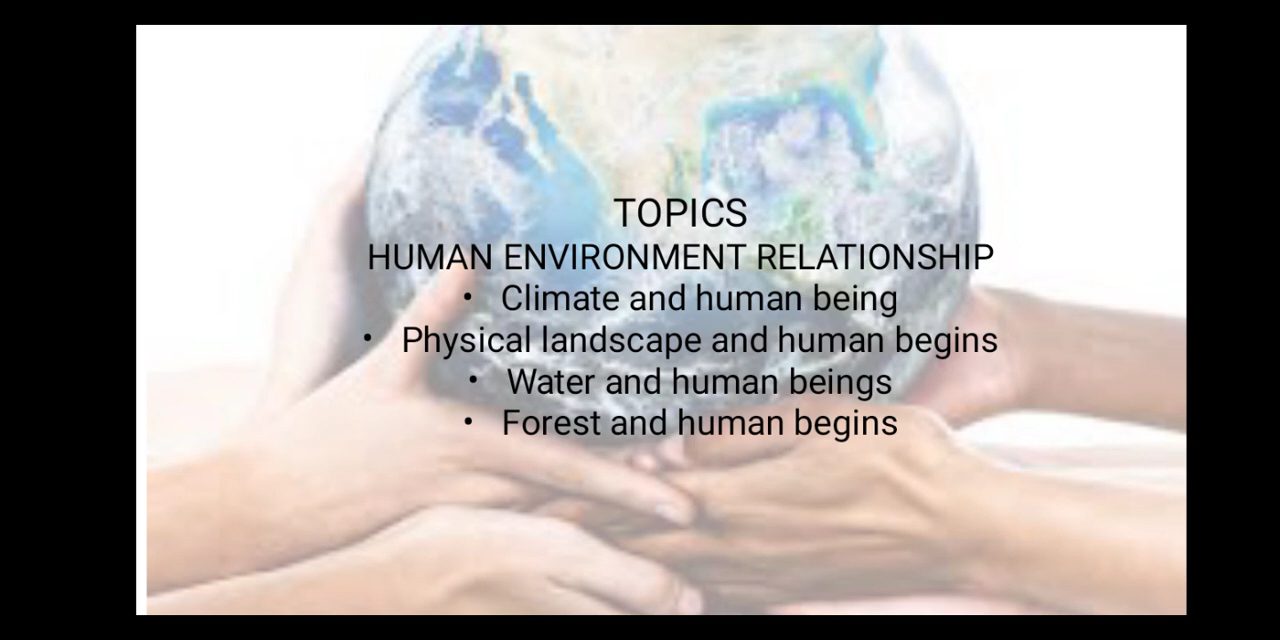 TOPICS
HUMAN ENVIRONMENT RELATIONSHIP
• Climate and human being
• Physical landscape and human begins
• Water and human beings
• Forest and human begins